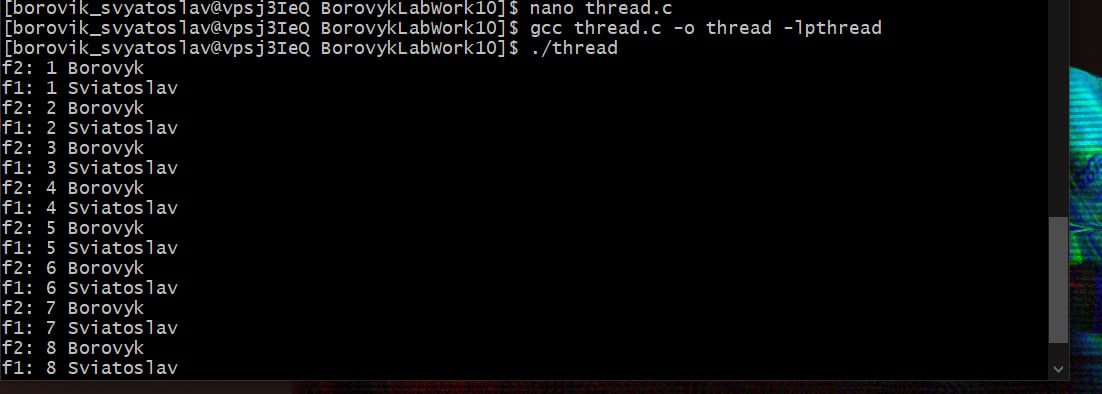 [borovik_svyatoslav@vpsj3IeQ BorovykLabWork10]$ nano thread.c
[borovik_svyatoslav@vpsj3IeQ BorovykLabWork10]$ gcc thread.c -o thread -lpthread
[borovik_svyatoslav@vpsj3IeQ BorovykLabWork10]$ ./thread
f2: 1 Borovyk
f1: 1 Sviatoslav
f2: 2 Borovyk
f1: 2 Sviatoslav
f2: 3 Borovyk
f1: 3 Sviatoslav
f2: 4 Borovyk
f1: 4 Sviatoslav
f2: 5 Borovyk
f1: 5 Sviatoslav
f2: 6 Borovyk
f1: 6 Sviatoslav
f2: 7 Borovyk
f1: 7 Sviatoslav
f2: 8 Borovyk
f1: 8 Sviatoslav